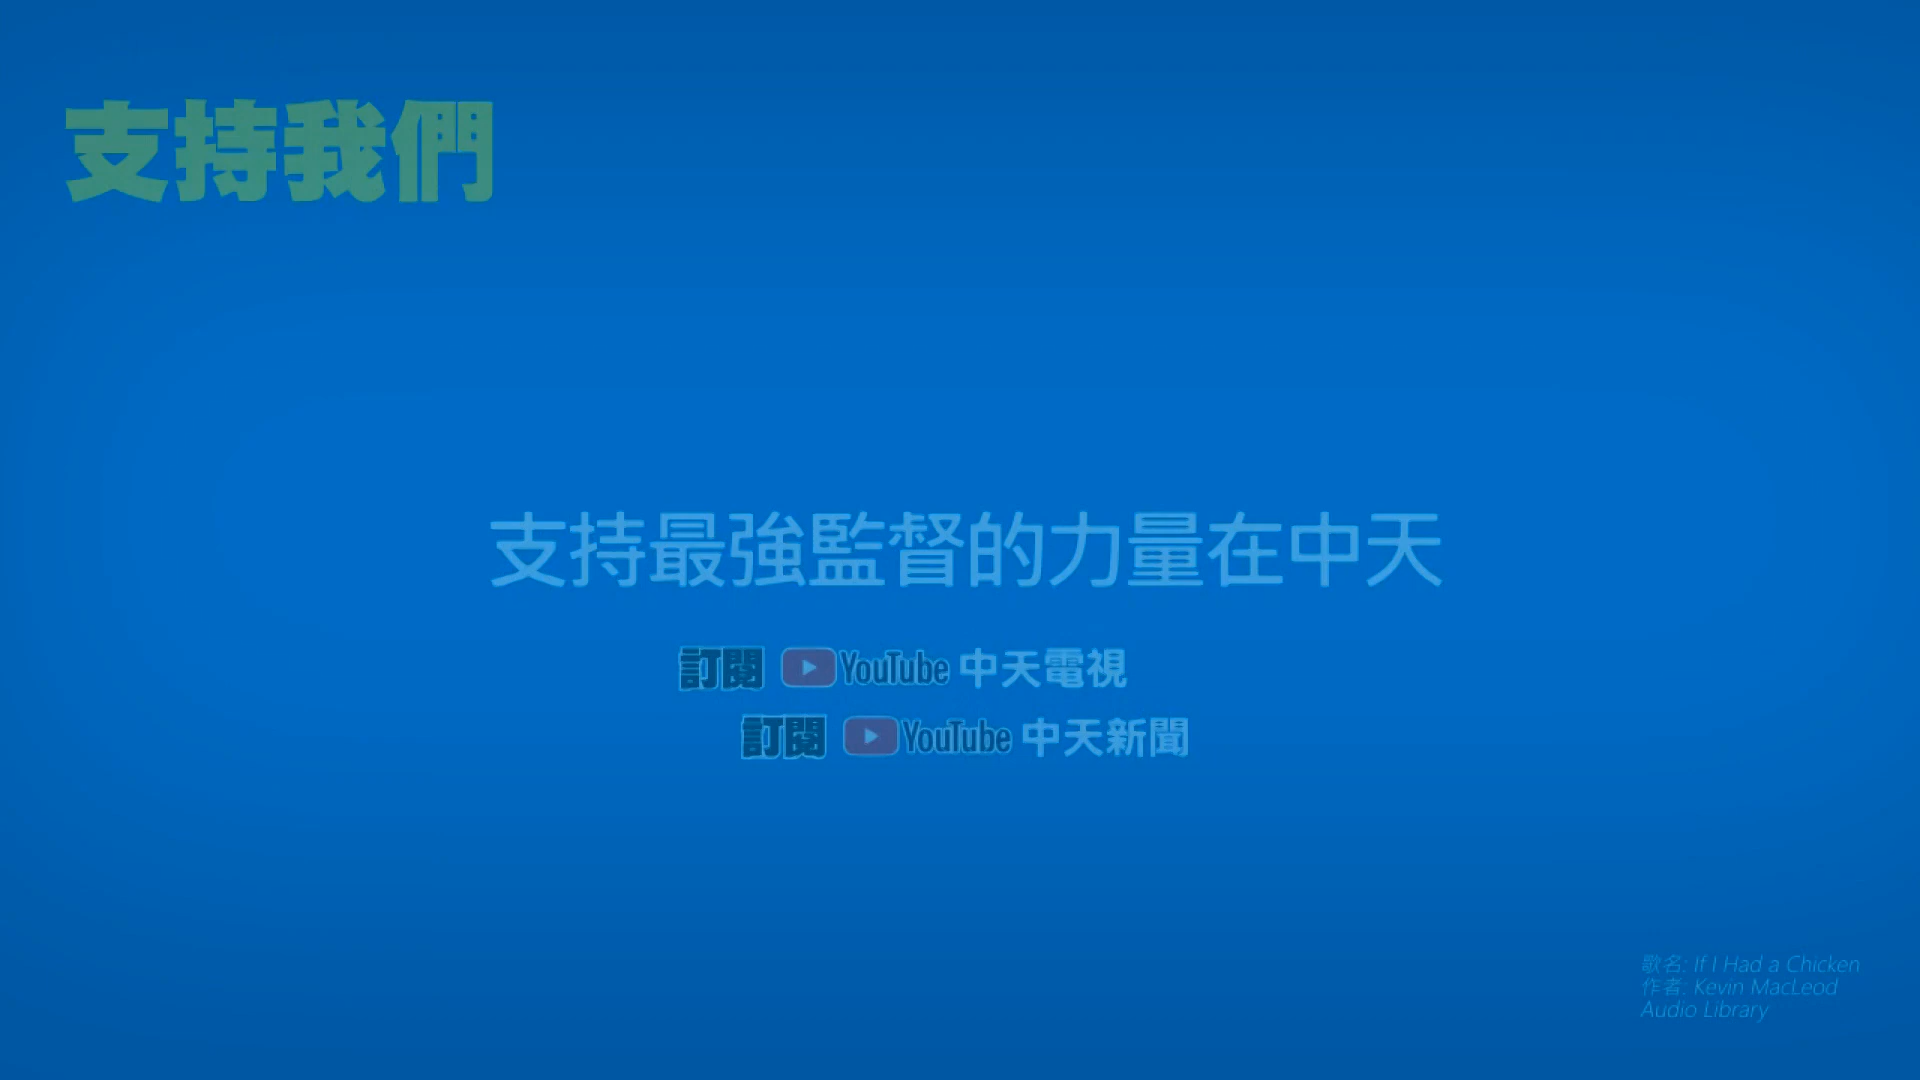 支持我們
支持最強監督的力量在中天
訂閱 YouTube 中天電視
訂閱 YouTube 中天新聞
歌名: If I Had a Chicken
作者: Kevin MacLeod
Audio Library